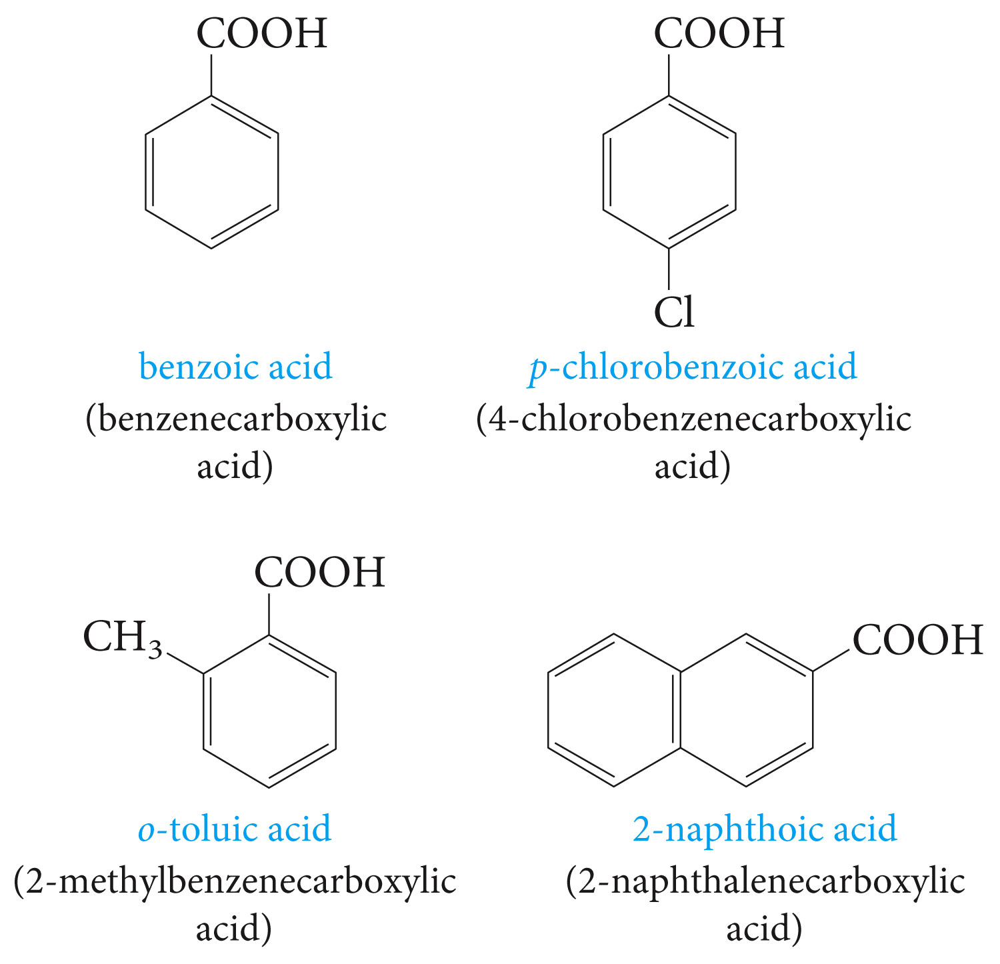 COOH
COOH
Cl
benzoic acid
p-chlorobenzoic acid
(benzenecarboxylic
acid)
(4-chlorobenzenecarboxylic
acid)
COOH
CH₃
COOH
o-toluic acid
2-naphthoic acid
(2-methylbenzenecarboxylic
acid)
(2-naphthalenecarboxylic
acid)